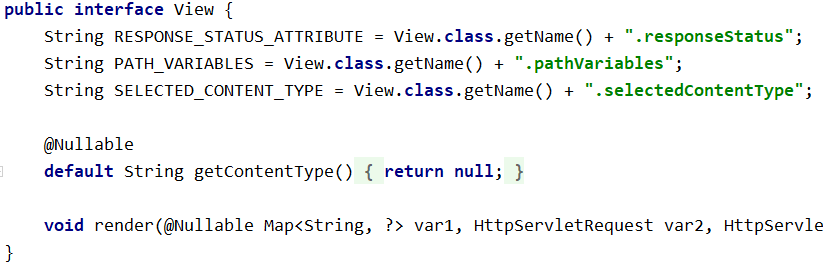 public interface View {
String RESPONSE_STATUS_ATTRIBUTE = View.class.getName() + ".responseStatus";
String PATH_VARIABLES = View.class.getName() + ".pathVariables";
String SELECTED_CONTENT_TYPE = View.class.getName() + ".selectedContentType";
@Nullable
default String getContentType() { return null; }
void render(@Nullable Map<String, ?> var1, HttpServletRequest var2, HttpServle
}